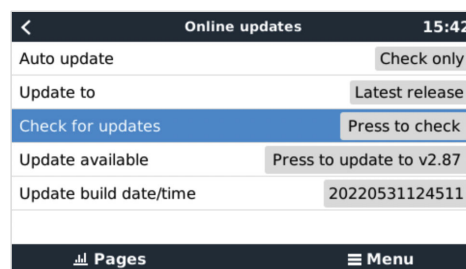 Online updates 15:42
Auto update Check only
Update to Latest release
Check for updates Press to check
Update available Press to update to v2.87
Update build date/time 20220531124511
Pages Menu